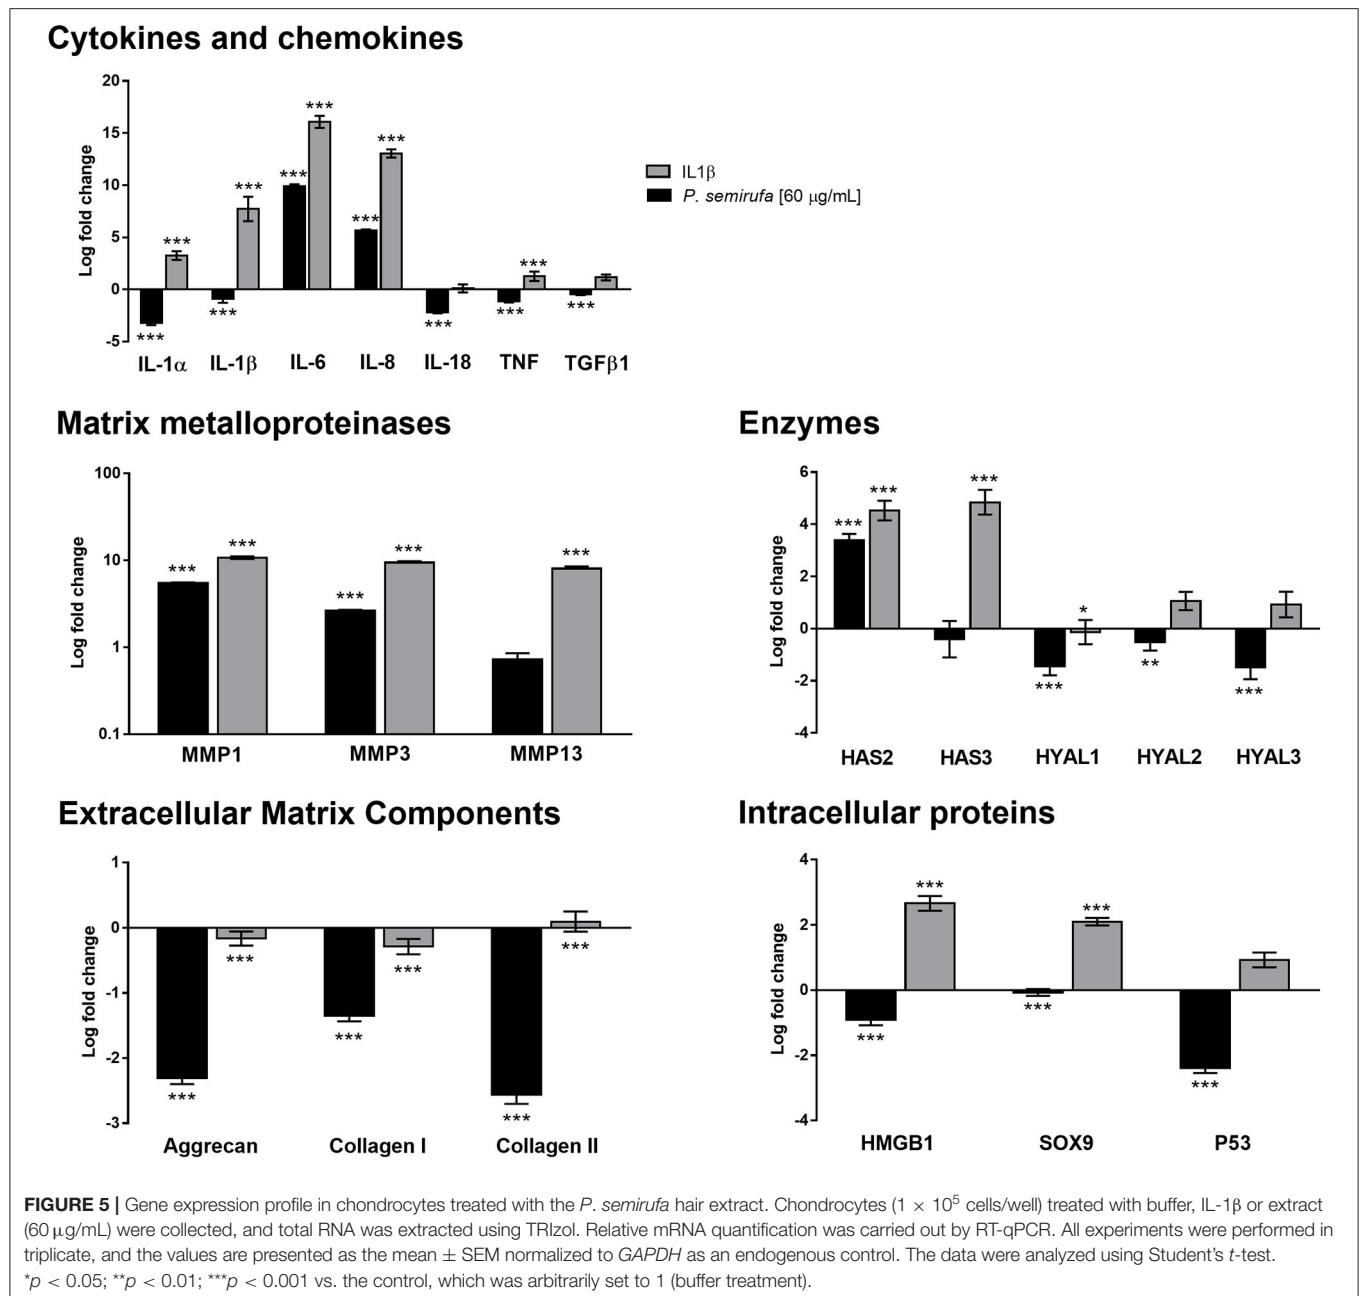 Cytokines and chemokines
Log fold change
20
15
10
5
0
-5
***
***
***
***
***
***
***
***
***
***
***
***
IL-1α IL-1β IL-6 IL-8 IL-18 TNF TGFβ1
IL1β
P. semirufa [60 μg/mL]
Matrix metalloproteinases
Log fold change
100
10
1
0.1
***
***
***
***
***
MMP1 MMP3 MMP13
Enzymes
Log fold change
6
4
2
0
-2
-4
***
***
***
***
*
**
***
HAS2 HAS3 HYAL1 HYAL2 HYAL3
Extracellular Matrix Components
Log fold change
1
0
-1
-2
-3
***
***
***
***
***
***
Aggrecan Collagen I Collagen II
Intracellular proteins
Log fold change
4
2
0
-2
-4
***
***
***
***
***
HMGB1 SOX9 P53
FIGURE 5 | Gene expression profile in chondrocytes treated with the P. semirufa hair extract. Chondrocytes (1 × 10⁵ cells/well) treated with buffer, IL-1β or extract
(60 μg/mL) were collected, and total RNA was extracted using TRIzol. Relative mRNA quantification was carried out by RT-qPCR. All experiments were performed in
triplicate, and the values are presented as the mean ± SEM normalized to GAPDH as an endogenous control. The data were analyzed using Student's t-test.
*p < 0.05; **p < 0.01; ***p < 0.001 vs. the control, which was arbitrarily set to 1 (buffer treatment).